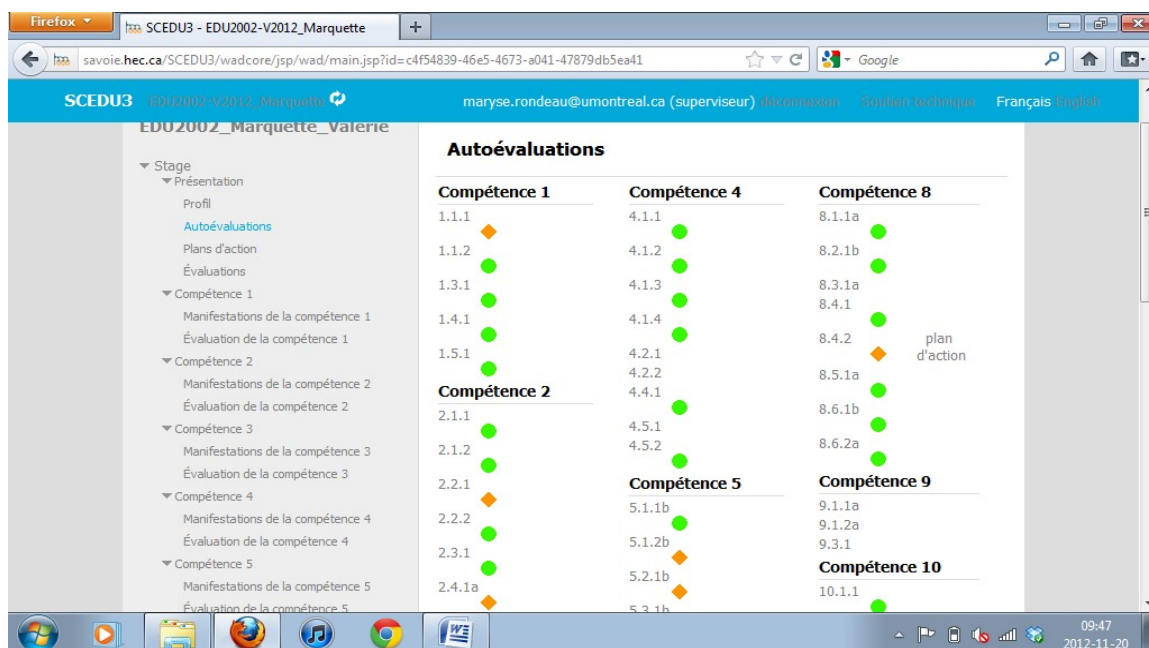 Firefox
SCEDU3 - EDU2002-V2012_Marquette
savoie.hec.ca/SCEDU3/wadcore/jsp/wad/main.jsp?id=c4f54839-46e5-4673-a041-47879db5ea41
Google
SCEDU3 EDU2002-V2012_Marquette maryse.rondeau@umontreal.ca (superviseur) déconnexion Soutien technique Français English
EDU2002_Marquette_Valérie
Stage
Présentation
Profil
Autoévaluations
Plans d'action
Évaluations
Compétence 1
Manifestations de la compétence 1
Évaluation de la compétence 1
Compétence 2
Manifestations de la compétence 2
Évaluation de la compétence 2
Compétence 3
Manifestations de la compétence 3
Évaluation de la compétence 3
Compétence 4
Manifestations de la compétence 4
Évaluation de la compétence 4
Compétence 5
Manifestations de la compétence 5
Évaluation de la compétence 5
Autoévaluations
Compétence 1
1.1.1
1.1.2
1.3.1
1.4.1
1.5.1
Compétence 2
2.1.1
2.1.2
2.2.1
2.2.2
2.3.1
2.4.1a
Compétence 4
4.1.1
4.1.2
4.1.3
4.1.4
4.2.1
4.2.2
4.4.1
4.5.1
4.5.2
Compétence 5
5.1.1b
5.1.2b
5.2.1b
5.3.1b
Compétence 8
8.1.1a
8.2.1b
8.3.1a
8.4.1
8.4.2 plan
d'action
8.5.1a
8.6.1b
8.6.2a
Compétence 9
9.1.1a
9.1.2a
9.3.1
Compétence 10
10.1.1
09:47
2012-11-20